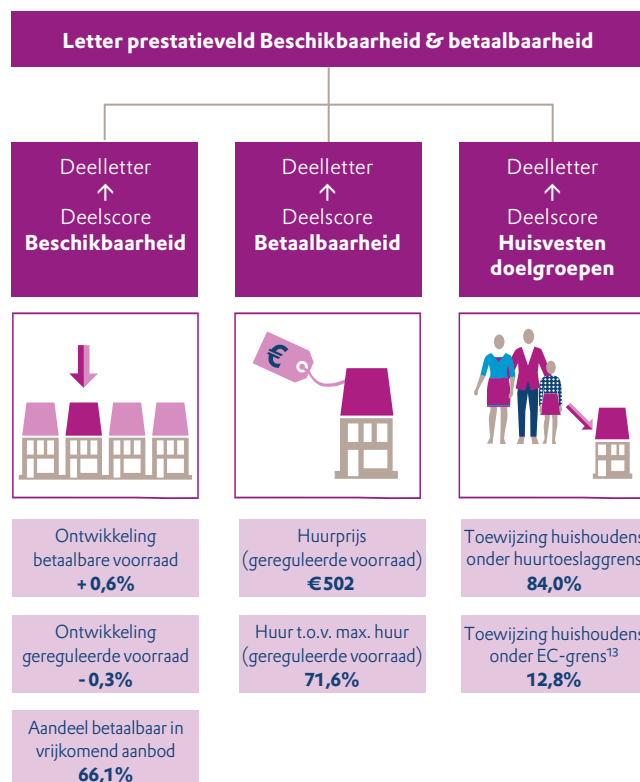 Letter prestatieveld Beschikbaarheid & betaalbaarheid
Deelletter
↑
Deelscore
Beschikbaarheid
Deelletter
↑
Deelscore
Betaalbaarheid
Deelletter
↑
Deelscore
Huisvesten
doelgroepen
€
Ontwikkeling
betaalbare voorraad
+ 0,6%
Huurprijs
(gereguleerde voorraad)
€ 502
Toewijzing huishoudens
onder huurtoeslaggrens
84,0%
Ontwikkeling
gereguleerde voorraad
- 0,3%
Huur t.o.v. max. huur
(gereguleerde voorraad)
71,6%
Toewijzing huishoudens
onder EC-grens¹³
12,8%
Aandeel betaalbaar in
vrijkomend aanbod
66,1%